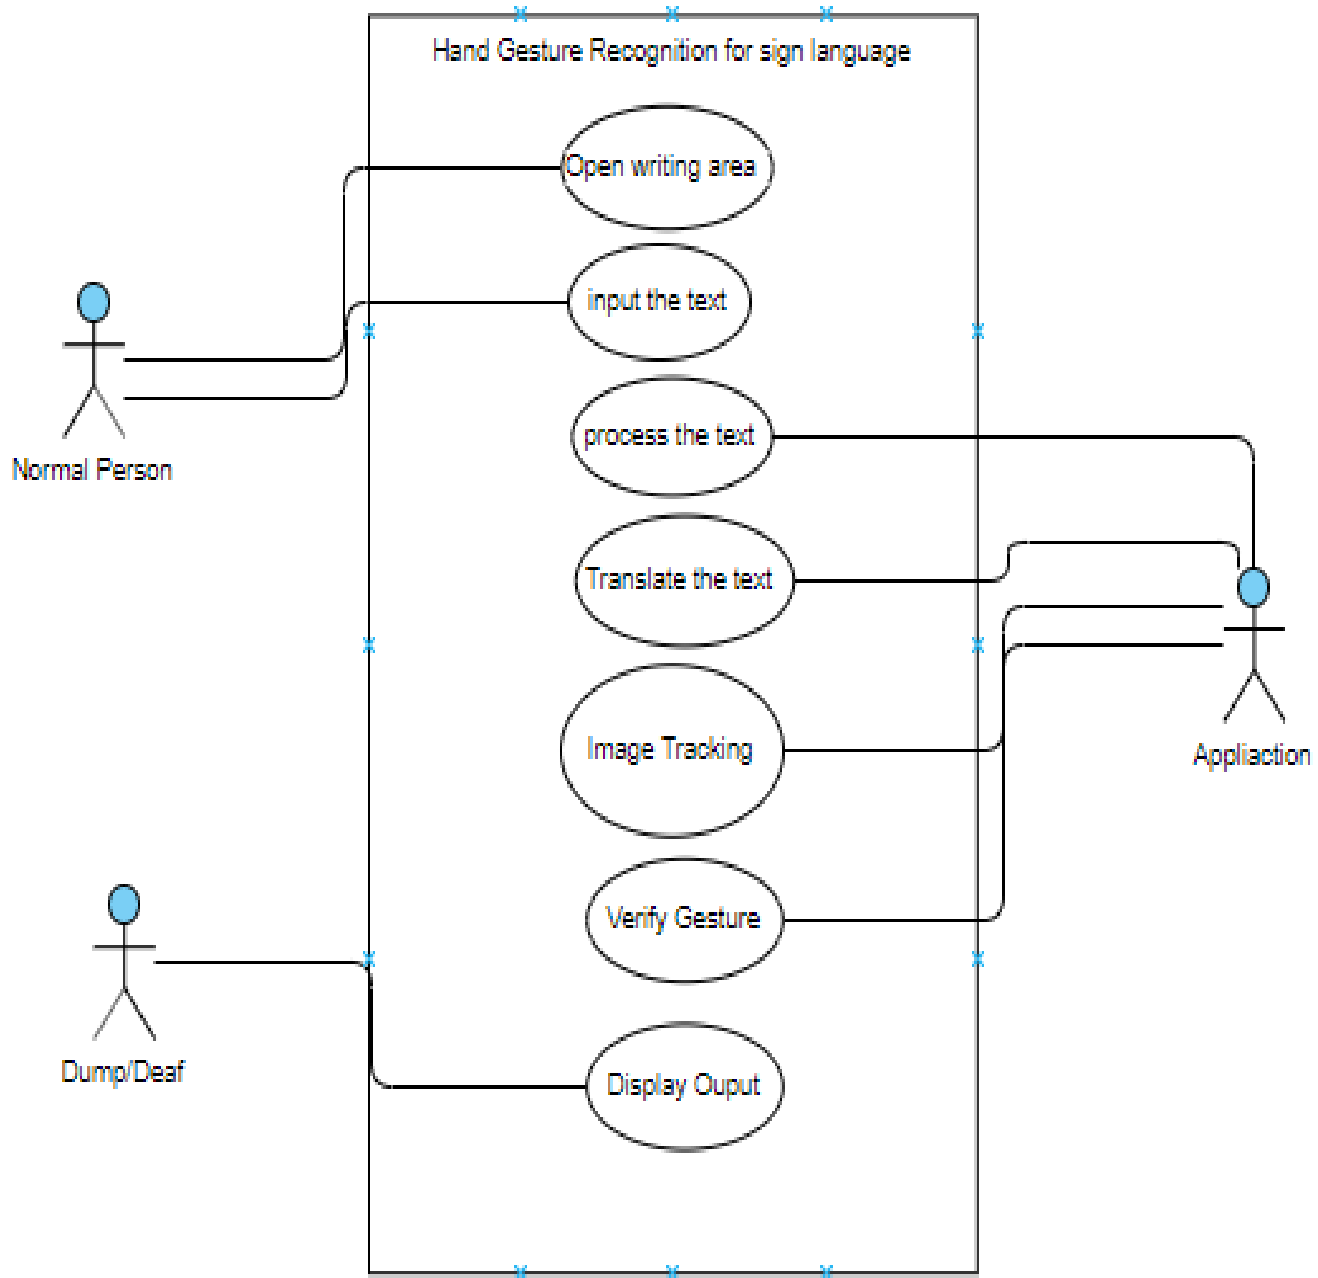 Hand Gesture Recognition for sign language
Open writing area
input the text
process the text
Normal Person
Translate the text
Image Tracking
Appliaction
Verify Gesture
Dump/Deaf
Display Ouput